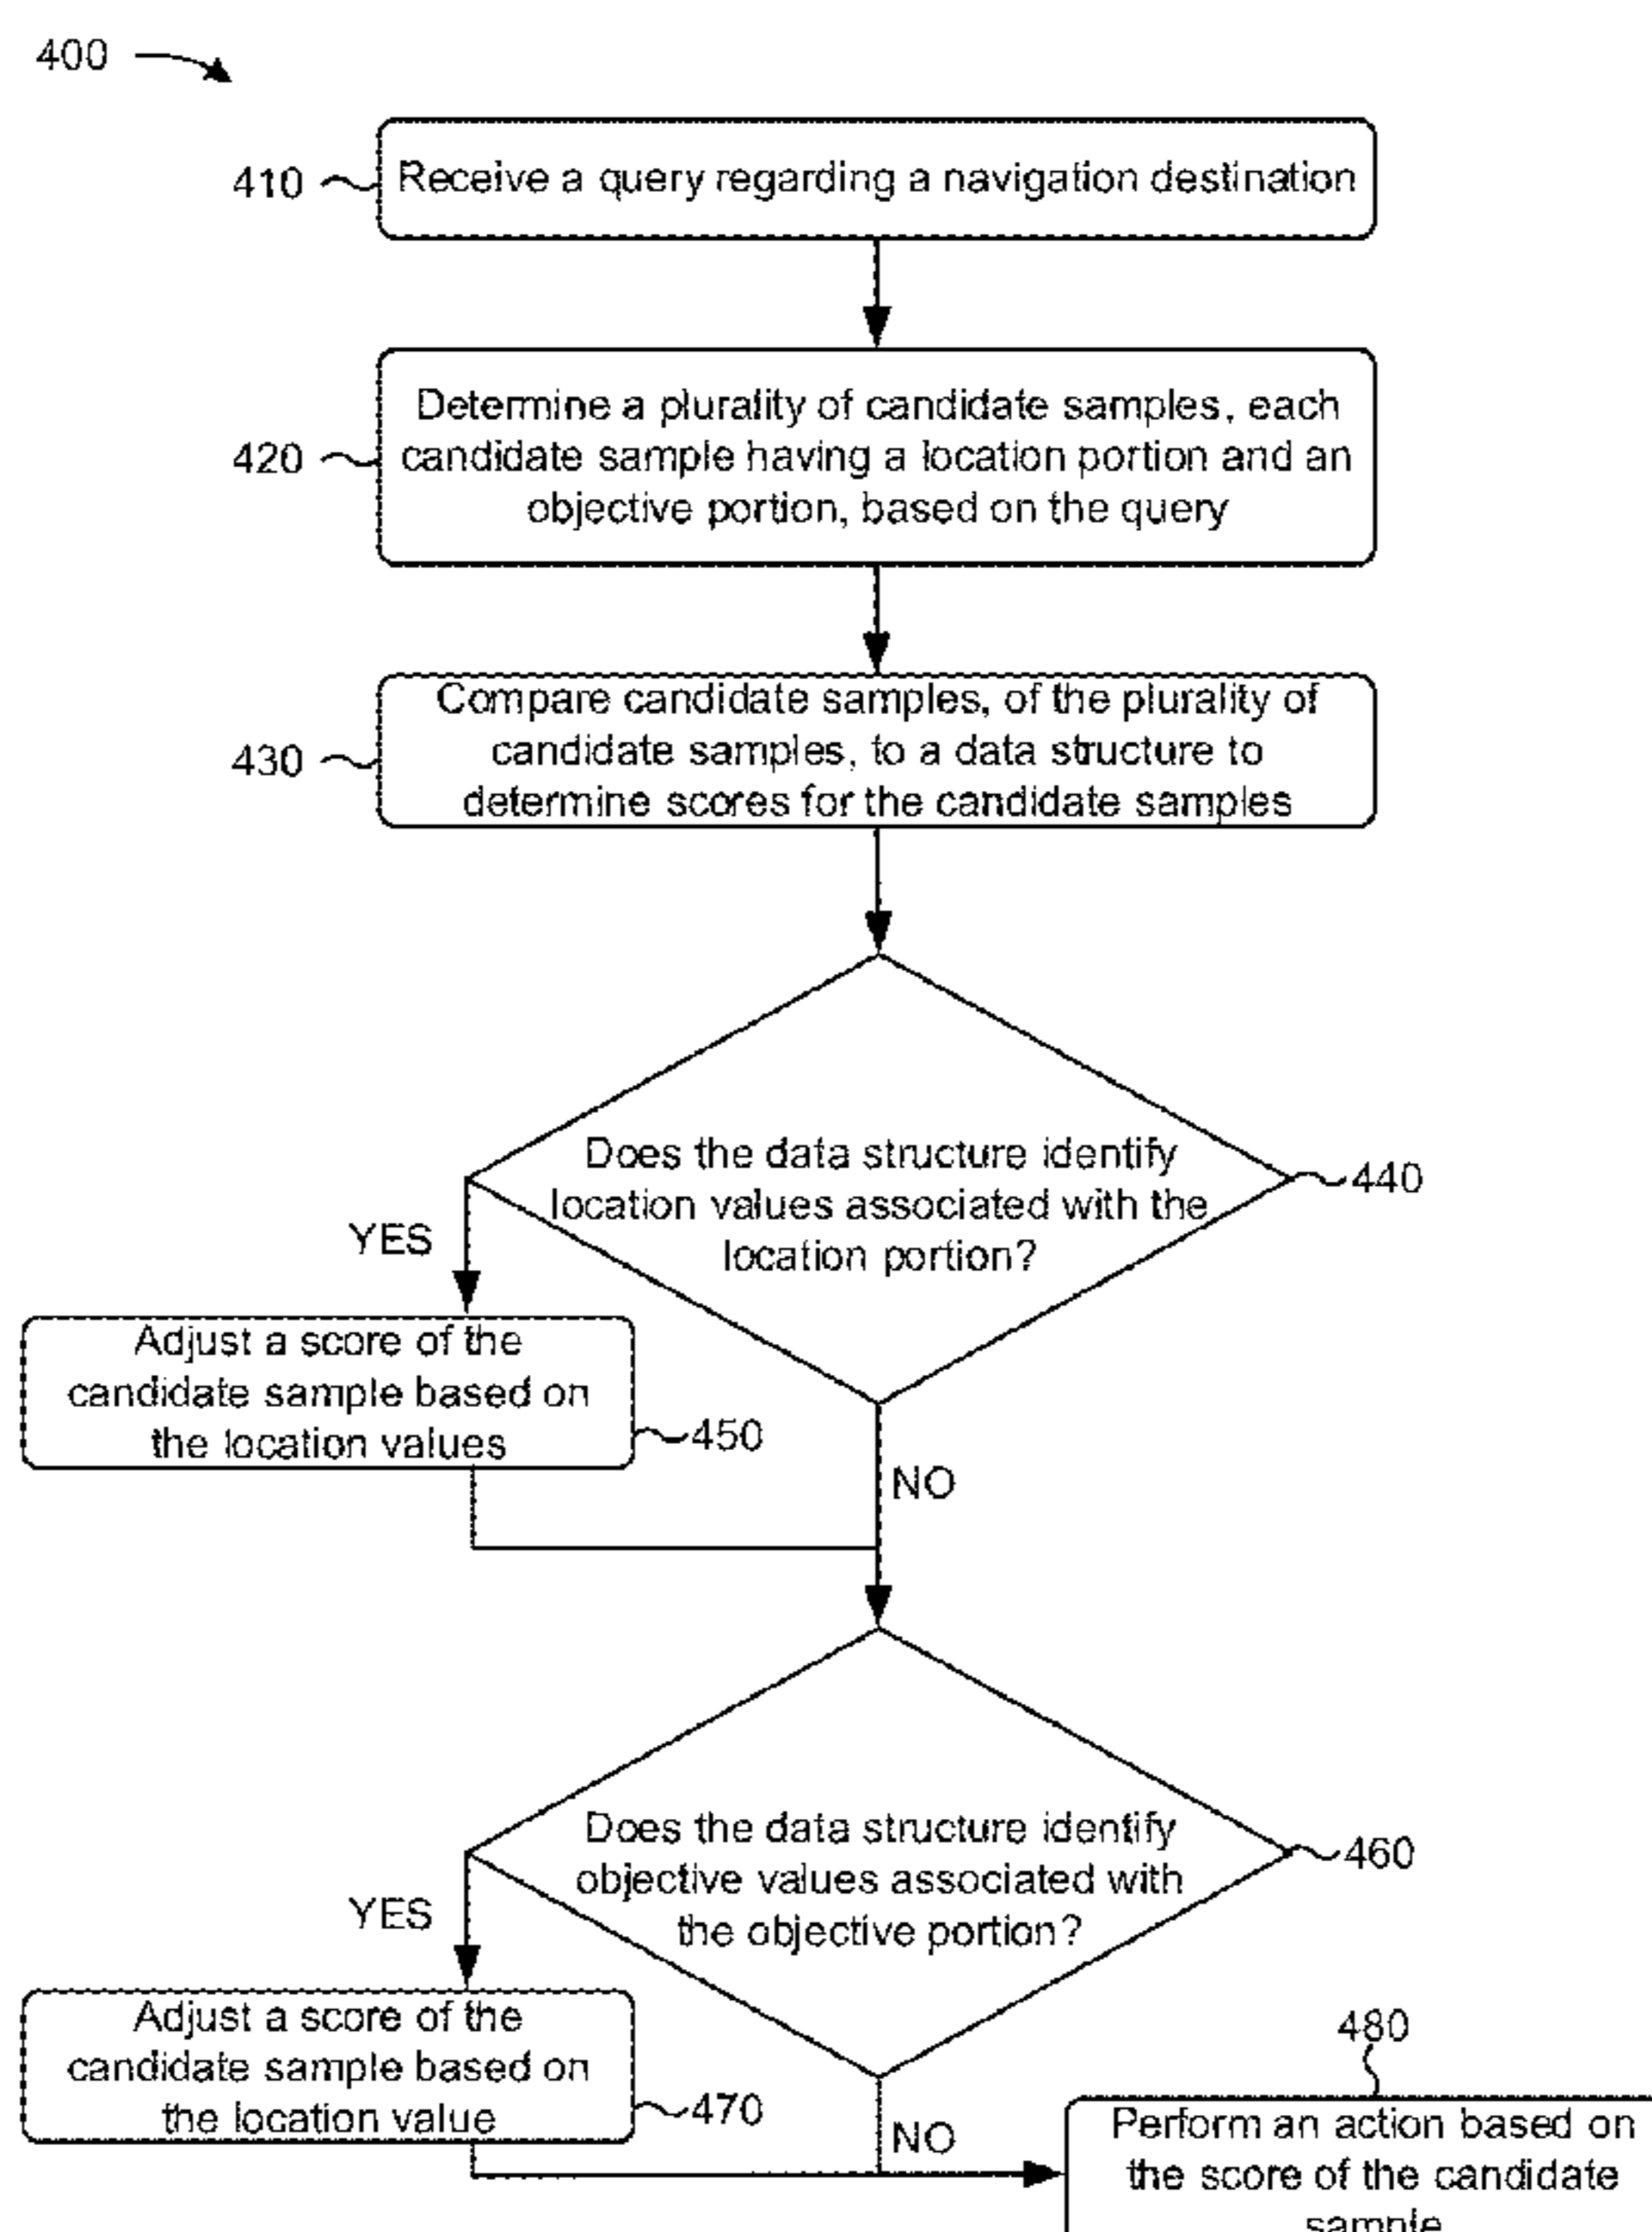 400
410
Receive a query regarding a navigation destination
420
Determine a plurality of candidate samples, each
candidate sample having a location portion and an
objective portion, based on the query
430
Compare candidate samples, of the plurality of
candidate samples, to a data structure to
determine scores for the candidate samples
Does the data structure identify
location values associated with the
location portion?
440
YES
Adjust a score of the
candidate sample based on
the location values
450
NO
Does the data structure identify
objective values associated with
the objective portion?
460
YES
Adjust a score of the
candidate sample based on
the location value
470
NO
480
Perform an action based on
the score of the candidate
sample